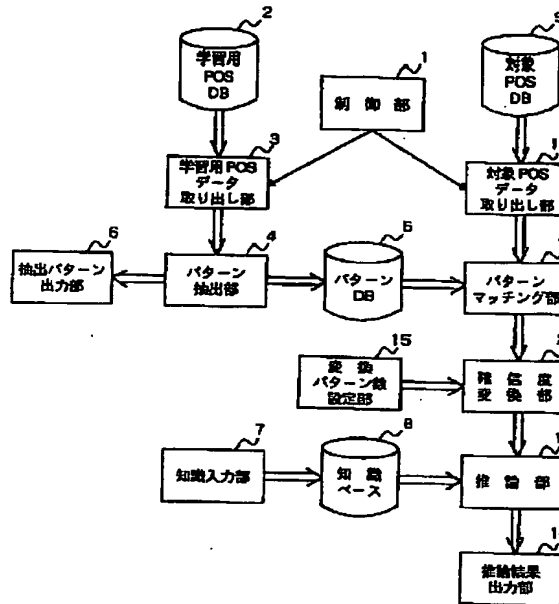 2
学習用
POS
DB
9
対象
POS
DB
1
制御部
3
学習用POS
データ
取り出し部
1
対象POS
データ
取り出し部
6
抽出パターン
出力部
4
パターン
抽出部
5
パターン
DB
パターン
マッチング部
15
変換
パターン数
設定部
確信度
変換部
7
知識入力部
8
知識
ベース
1
推論部
1
推論結果
出力部